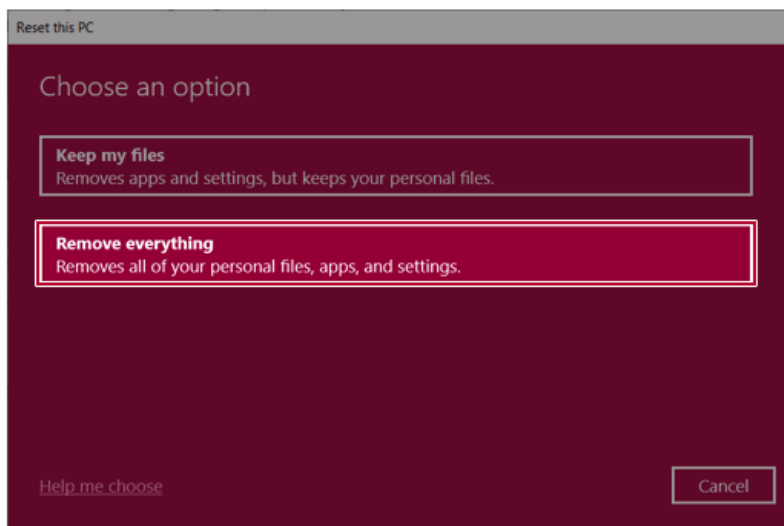 Reset this PC
Choose an option
Keep my files
Removes apps and settings, but keeps your personal files.
Remove everything
Removes all of your personal files, apps, and settings.
Help me choose
Cancel